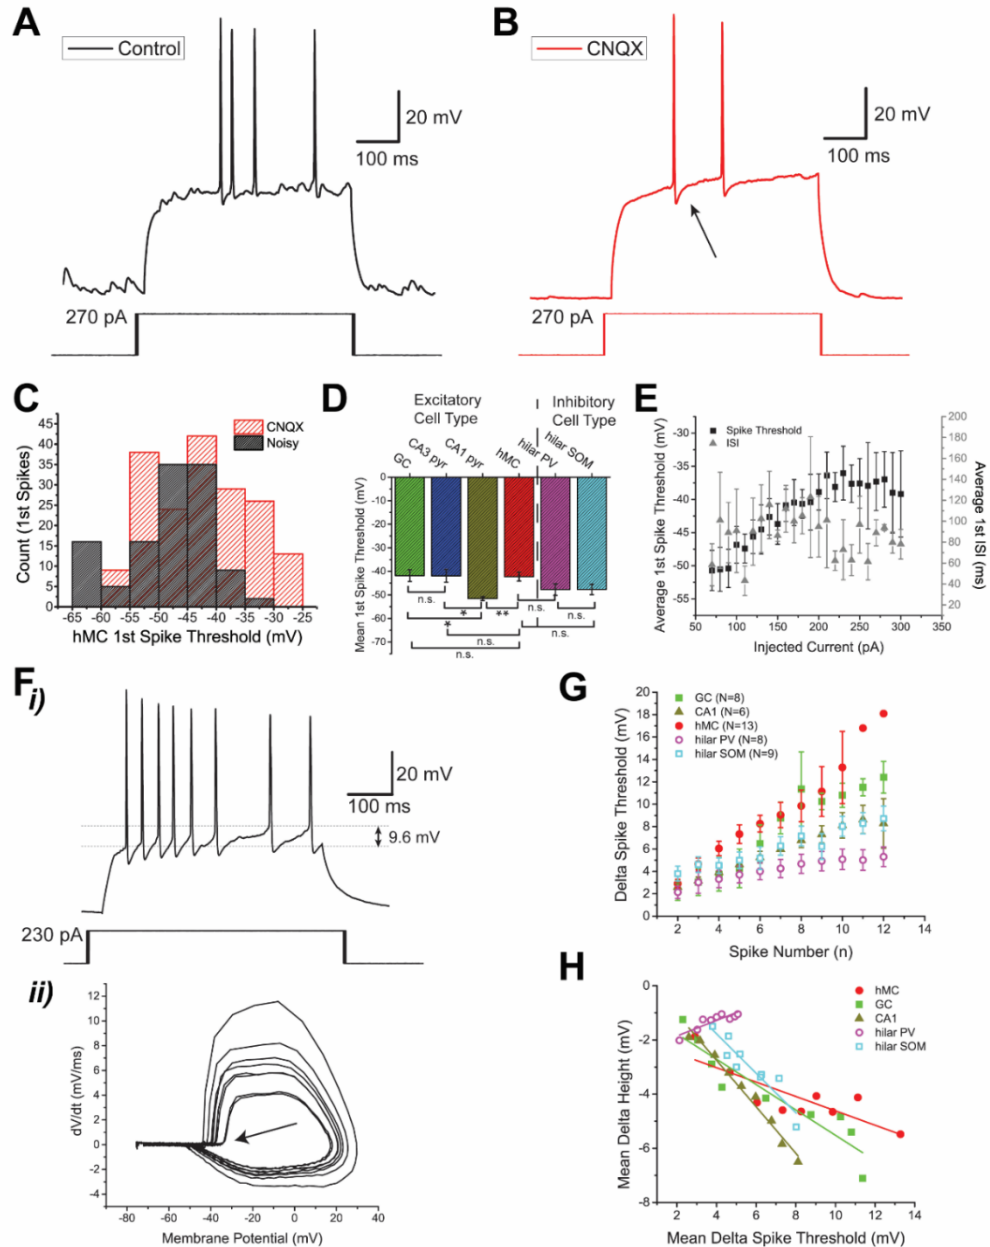 A
Control
20 mV
100 ms
270 pA
B
CNQX
20 mV
100 ms
270 pA
C
Count (1st Spikes)
45
40
35
30
25
20
15
10
5
0
CNQX
Noisy
-65 -60 -55 -50 -45 -40 -35 -30 -25
hMC 1st Spike Threshold (mV)
D
Excitatory
Cell Type
Inhibitory
Cell Type
GC
CA3 pyr
CA1 pyr
hMC
hilar PV
hilar SOM
Mean 1st Spike Threshold (mV)
0
-10
-20
-30
-40
-50
-60
-70
n.s.
*
**
n.s.
n.s.
*
n.s.
n.s.
n.s.
E
Average 1st Spike Threshold (mV)
-30
-35
-40
-45
-50
-55
Spike Threshold
ISI
200
180
160
140
120
100
80
60
40
20
Average 1st ISI (ms)
50 100 150 200 250 300 350
Injected Current (pA)
F
i)
20 mV
100 ms
9.6 mV
230 pA
ii)
dV/dt (mV/ms)
12
10
8
6
4
2
0
-2
-4
-80 -60 -40 -20 0 20 40
Membrane Potential (mV)
G
Delta Spike Threshold (mV)
20
18
16
14
12
10
8
6
4
2
0
GC (N=8)
CA1 (N=6)
hMC (N=13)
hilar PV (N=8)
hilar SOM (N=9)
2 4 6 8 10 12 14
Spike Number (n)
H
Mean Delta Height (mV)
0
-2
-4
-6
-8
hMC
GC
CA1
hilar PV
hilar SOM
2 4 6 8 10 12 14
Mean Delta Spike Threshold (mV)